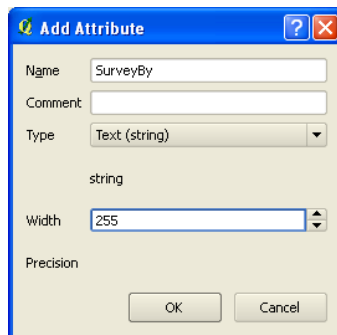 Add Attribute
Name SurveyBy
Comment
Type Text (string)
string
Width 255
Precision
OK Cancel